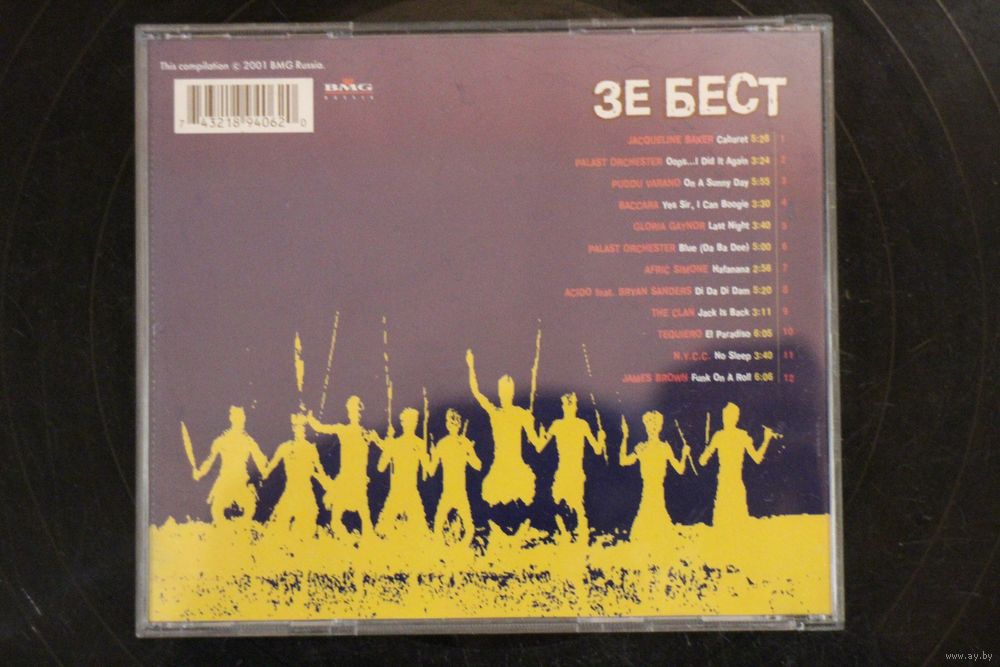 This compilation © 2001 BMG Russia.
BMG
RUSSIA
7 43218 94062 0
ЗЕ БЕСТ
JACQUELINE BAKER Cabaret 5:26 1
PALAST ORCHESTER Oops...I Did It Again 3:24 2
PUDDU VARANO On A Sunny Day 5:55 3
BACCARA Yes Sir, I Can Boogie 3:30 4
GLORIA GAYNOR Last Night 3:40 5
PALAST ORCHESTER Blue (Da Ba Dee) 5:00 6
AFRIC SIMONE Hafanana 2:56 7
ACIDO feat. BRYAN SANDERS Di Da Di Dam 5:20 8
THE CLAN Jack Is Back 3:11 9
TEQUIERO El Paradiso 6:05 10
N.Y.C.C. No Sleep 3:40 11
JAMES BROWN Funk On A Roll 6:06 12
www.ay.by